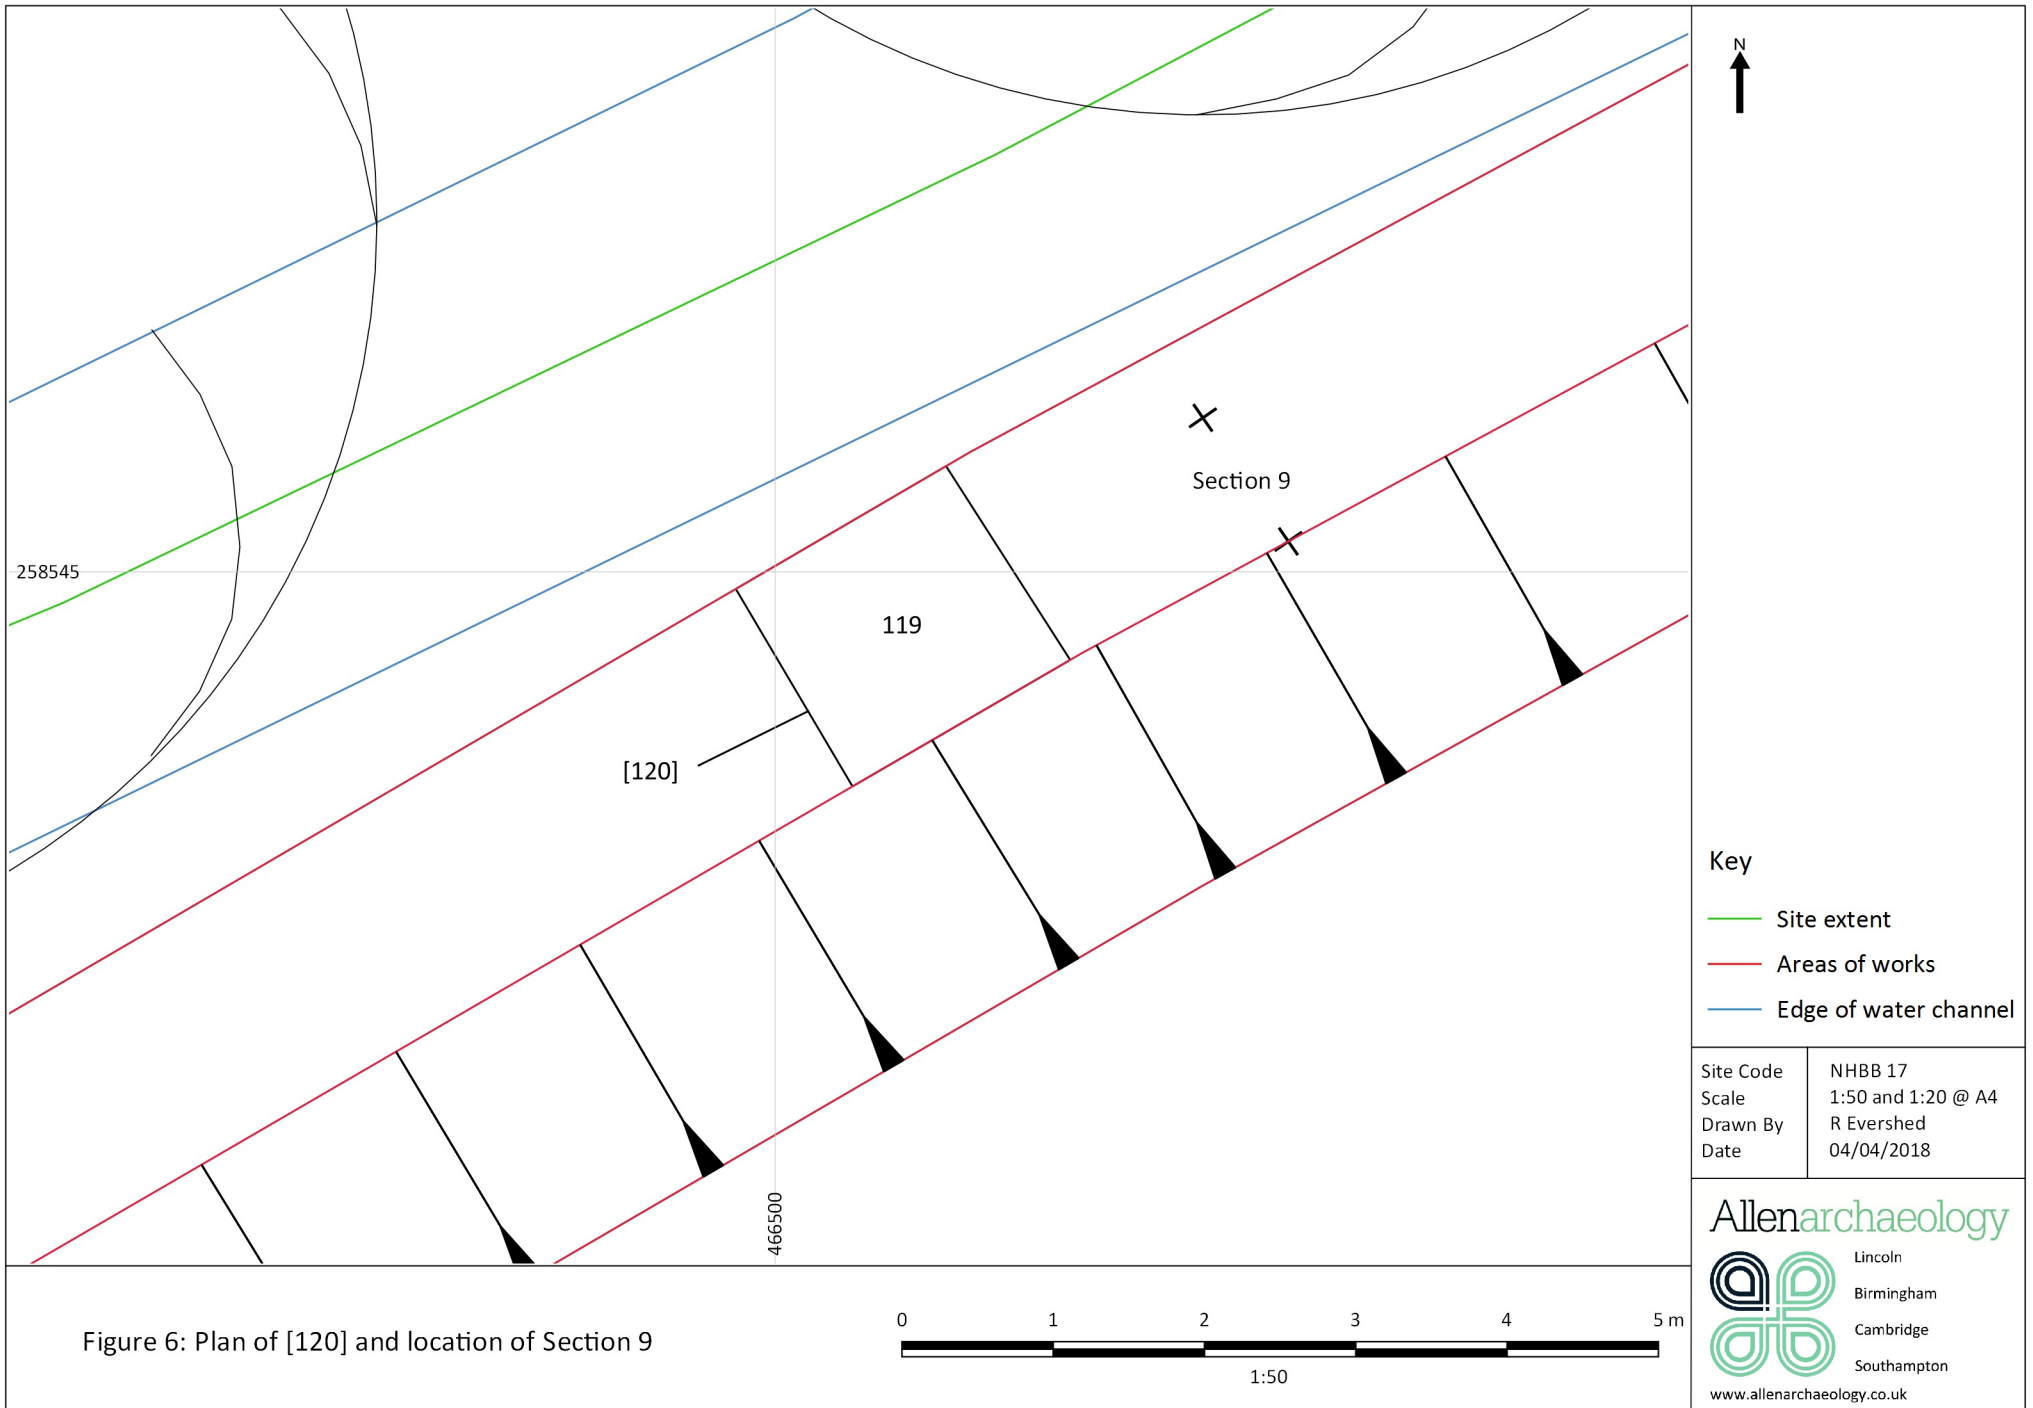 N
Section 9
258545
119
[120]
466500
Key
Site extent
Areas of works
Edge of water channel
Site Code NHBB 17
Scale 1:50 and 1:20 @ A4
Drawn By R Evershed
Date 04/04/2018
Allenarchaeology
Lincoln
Birmingham
Cambridge
Southampton
www.allenarchaeology.co.uk
Figure 6: Plan of [120] and location of Section 9
0 1 2 3 4 5 m
1:50